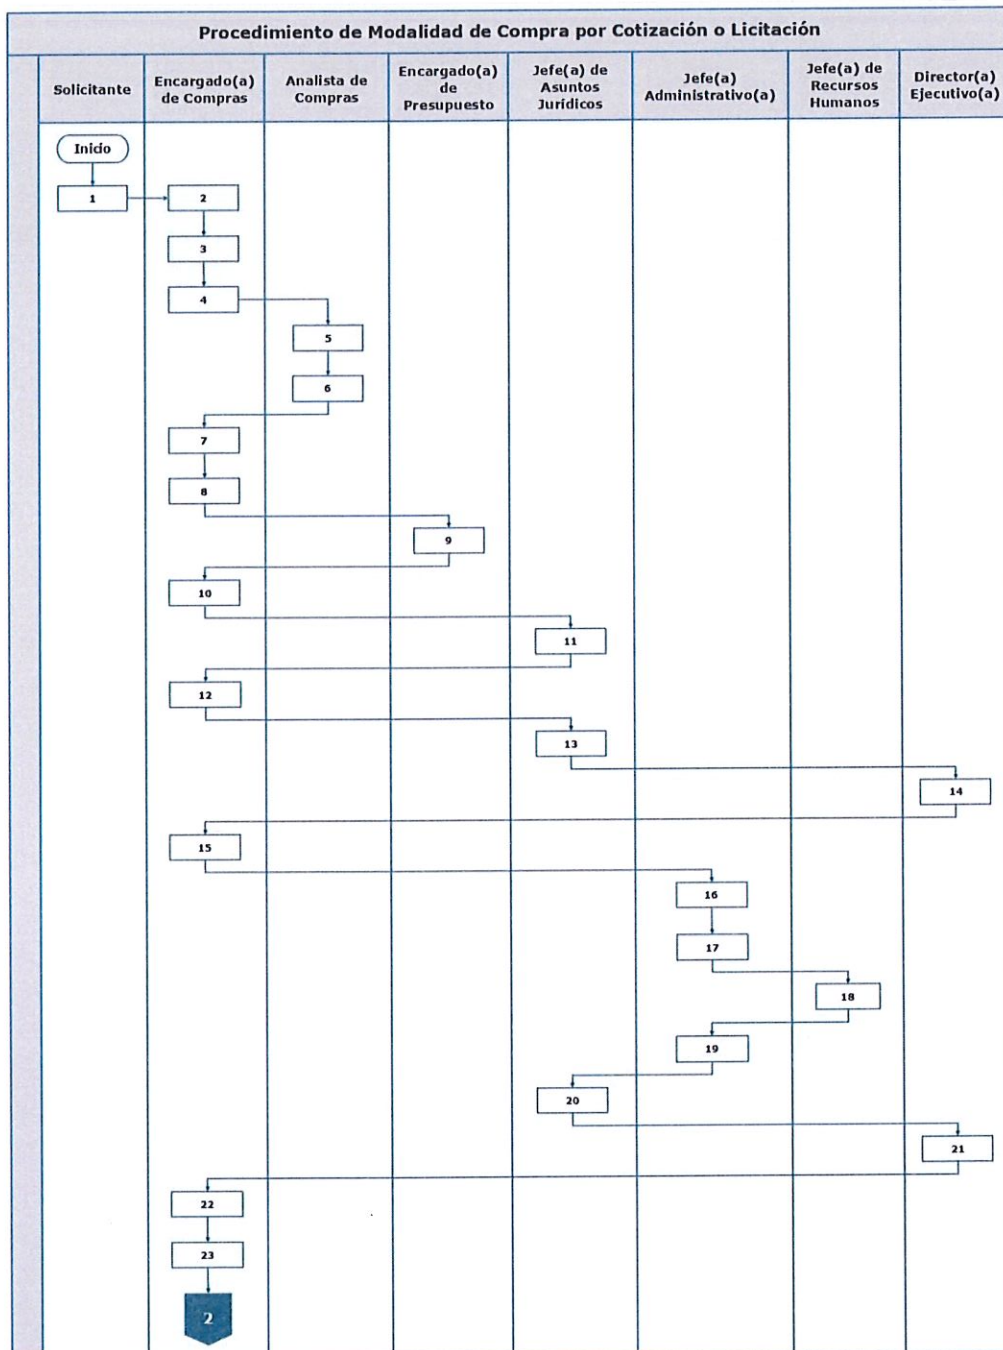 Procedimiento de Modalidad de Compra por Cotización o Licitación
Solicitante
Encargado(a)
de Compras
Analista de
Compras
Encargado(a)
de
Presupuesto
Jefe(a) de
Asuntos
Jurídicos
Jefe(a)
Administrativo(a)
Jefe(a) de
Recursos
Humanos
Director(a)
Ejecutivo(a)
Inicio
1
2
3
4
5
6
7
8
9
10
11
12
13
14
15
16
17
18
19
20
21
22
23
2